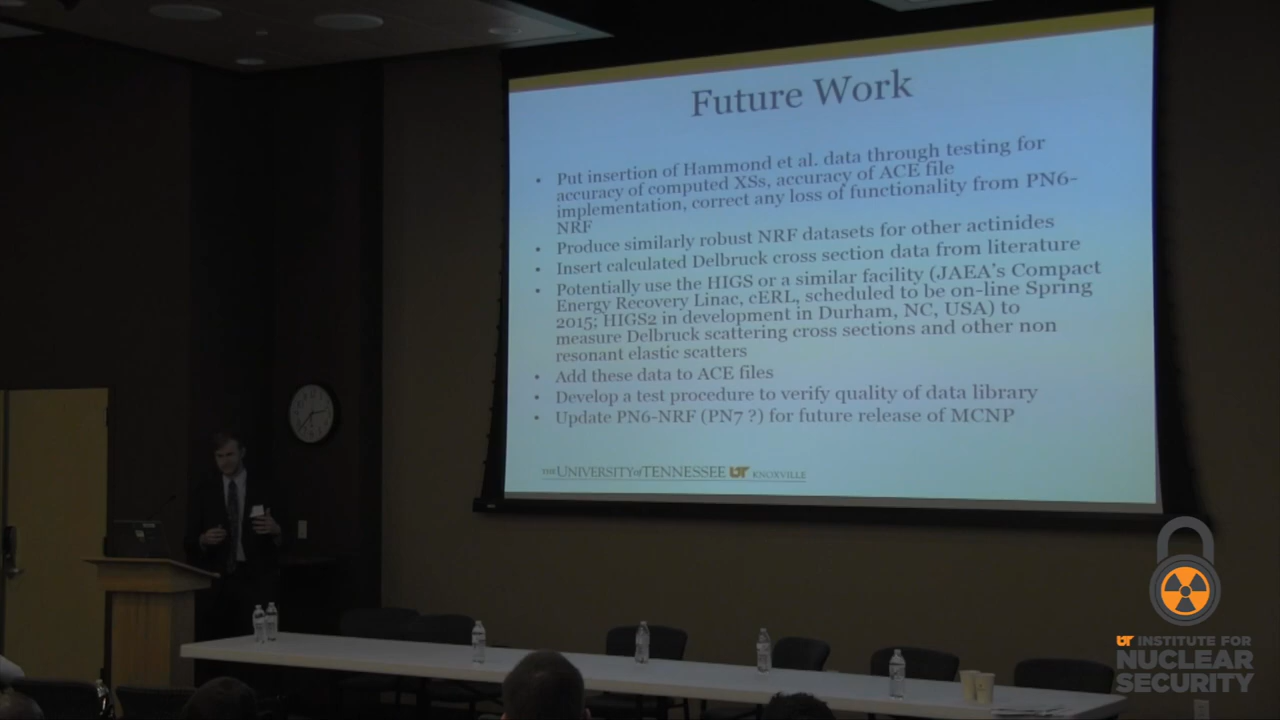 Future Work
• Put insertion of Hammond et al. data through testing for
accuracy of computed XSs, accuracy of ACE file
implementation, correct any loss of functionality from PN6-
NRF
• Produce similarly robust NRF datasets for other actinides
• Insert calculated Delbruck cross section data from literature
• Potentially use the HIGS or a similar facility (JAEA's Compact
Energy Recovery Linac, cERL, scheduled to be on-line Spring
2015; HIGS2 in development in Durham, NC, USA) to
measure Delbruck scattering cross sections and other non
resonant elastic scatters
• Add these data to ACE files
• Develop a test procedure to verify quality of data library
• Update PN6-NRF (PN7 ?) for future release of MCNP
THE UNIVERSITY of TENNESSEE UT KNOXVILLE
UT INSTITUTE FOR
NUCLEAR
SECURITY